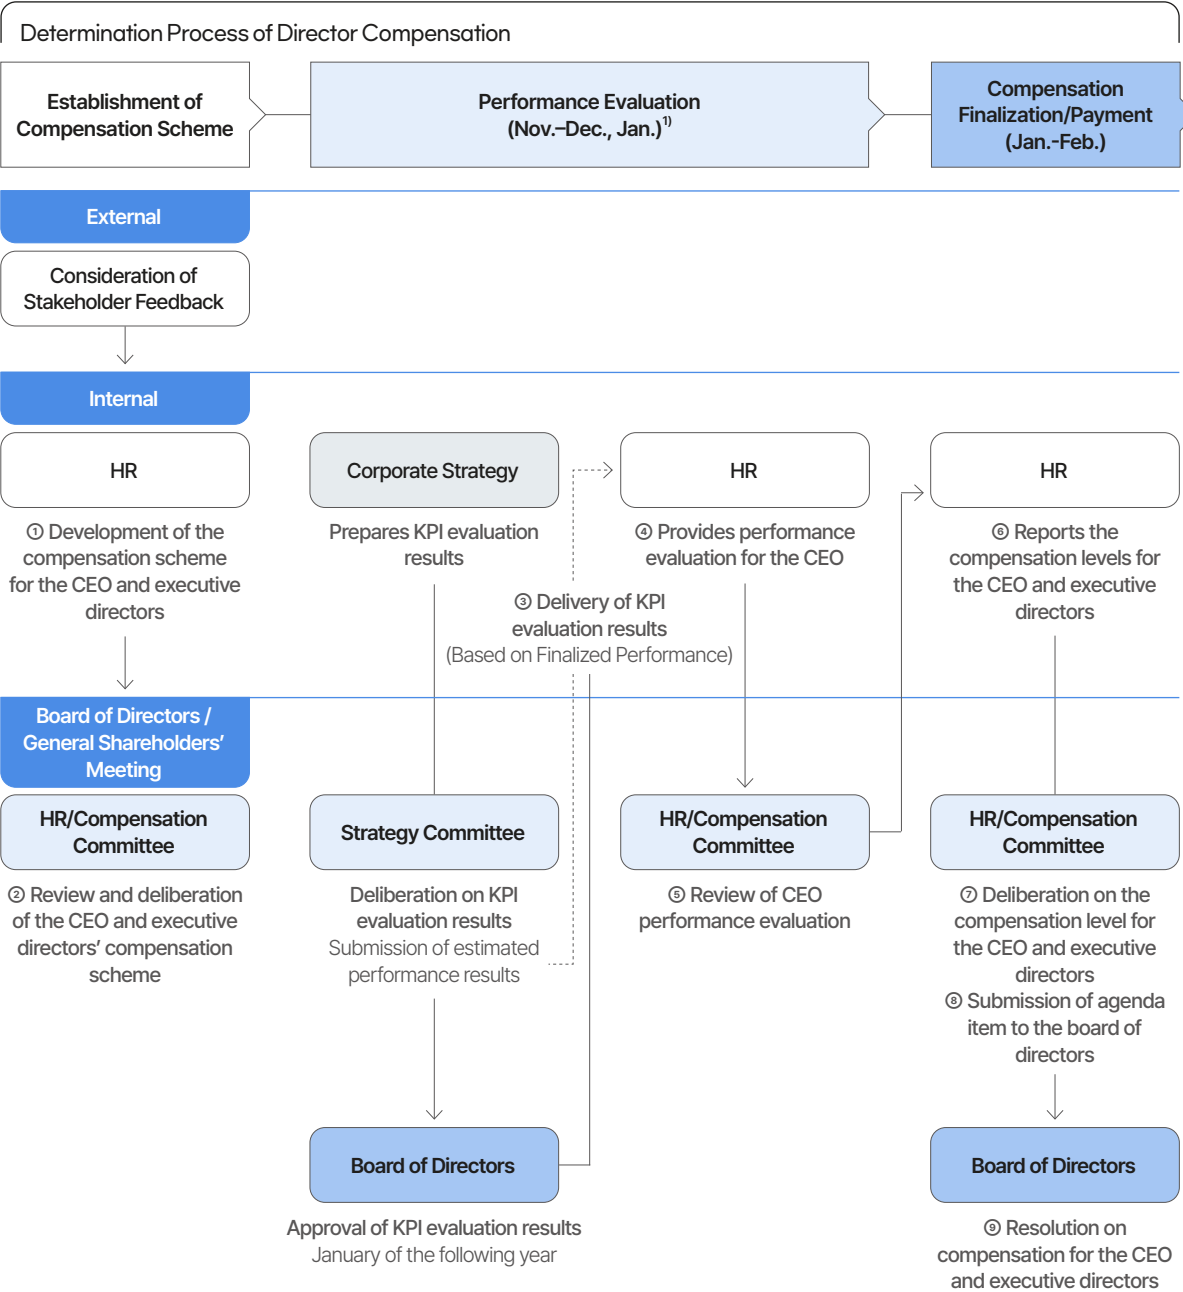 Determination Process of Director Compensation
Establishment of
Compensation Scheme
Performance Evaluation
(Nov.–Dec., Jan.)1)
Compensation
Finalization/Payment
(Jan.-Feb.)
External
Consideration of
Stakeholder Feedback
Internal
HR
① Development of the
compensation scheme
for the CEO and executive
directors
Corporate Strategy
Prepares KPI evaluation
results
③ Delivery of KPI
evaluation results
(Based on Finalized Performance)
HR
④ Provides performance
evaluation for the CEO
HR
⑥ Reports the
compensation levels for
the CEO and executive
directors
Board of Directors /
General Shareholders’
Meeting
HR/Compensation
Committee
② Review and deliberation
of the CEO and executive
directors’ compensation
scheme
Strategy Committee
Deliberation on KPI
evaluation results
Submission of estimated
performance results
HR/Compensation
Committee
⑤ Review of CEO
performance evaluation
HR/Compensation
Committee
⑦ Deliberation on the
compensation level for
the CEO and executive
directors
⑧ Submission of agenda
item to the board of
directors
Board of Directors
Approval of KPI evaluation results
January of the following year
Board of Directors
⑨ Resolution on
compensation for the CEO
and executive directors